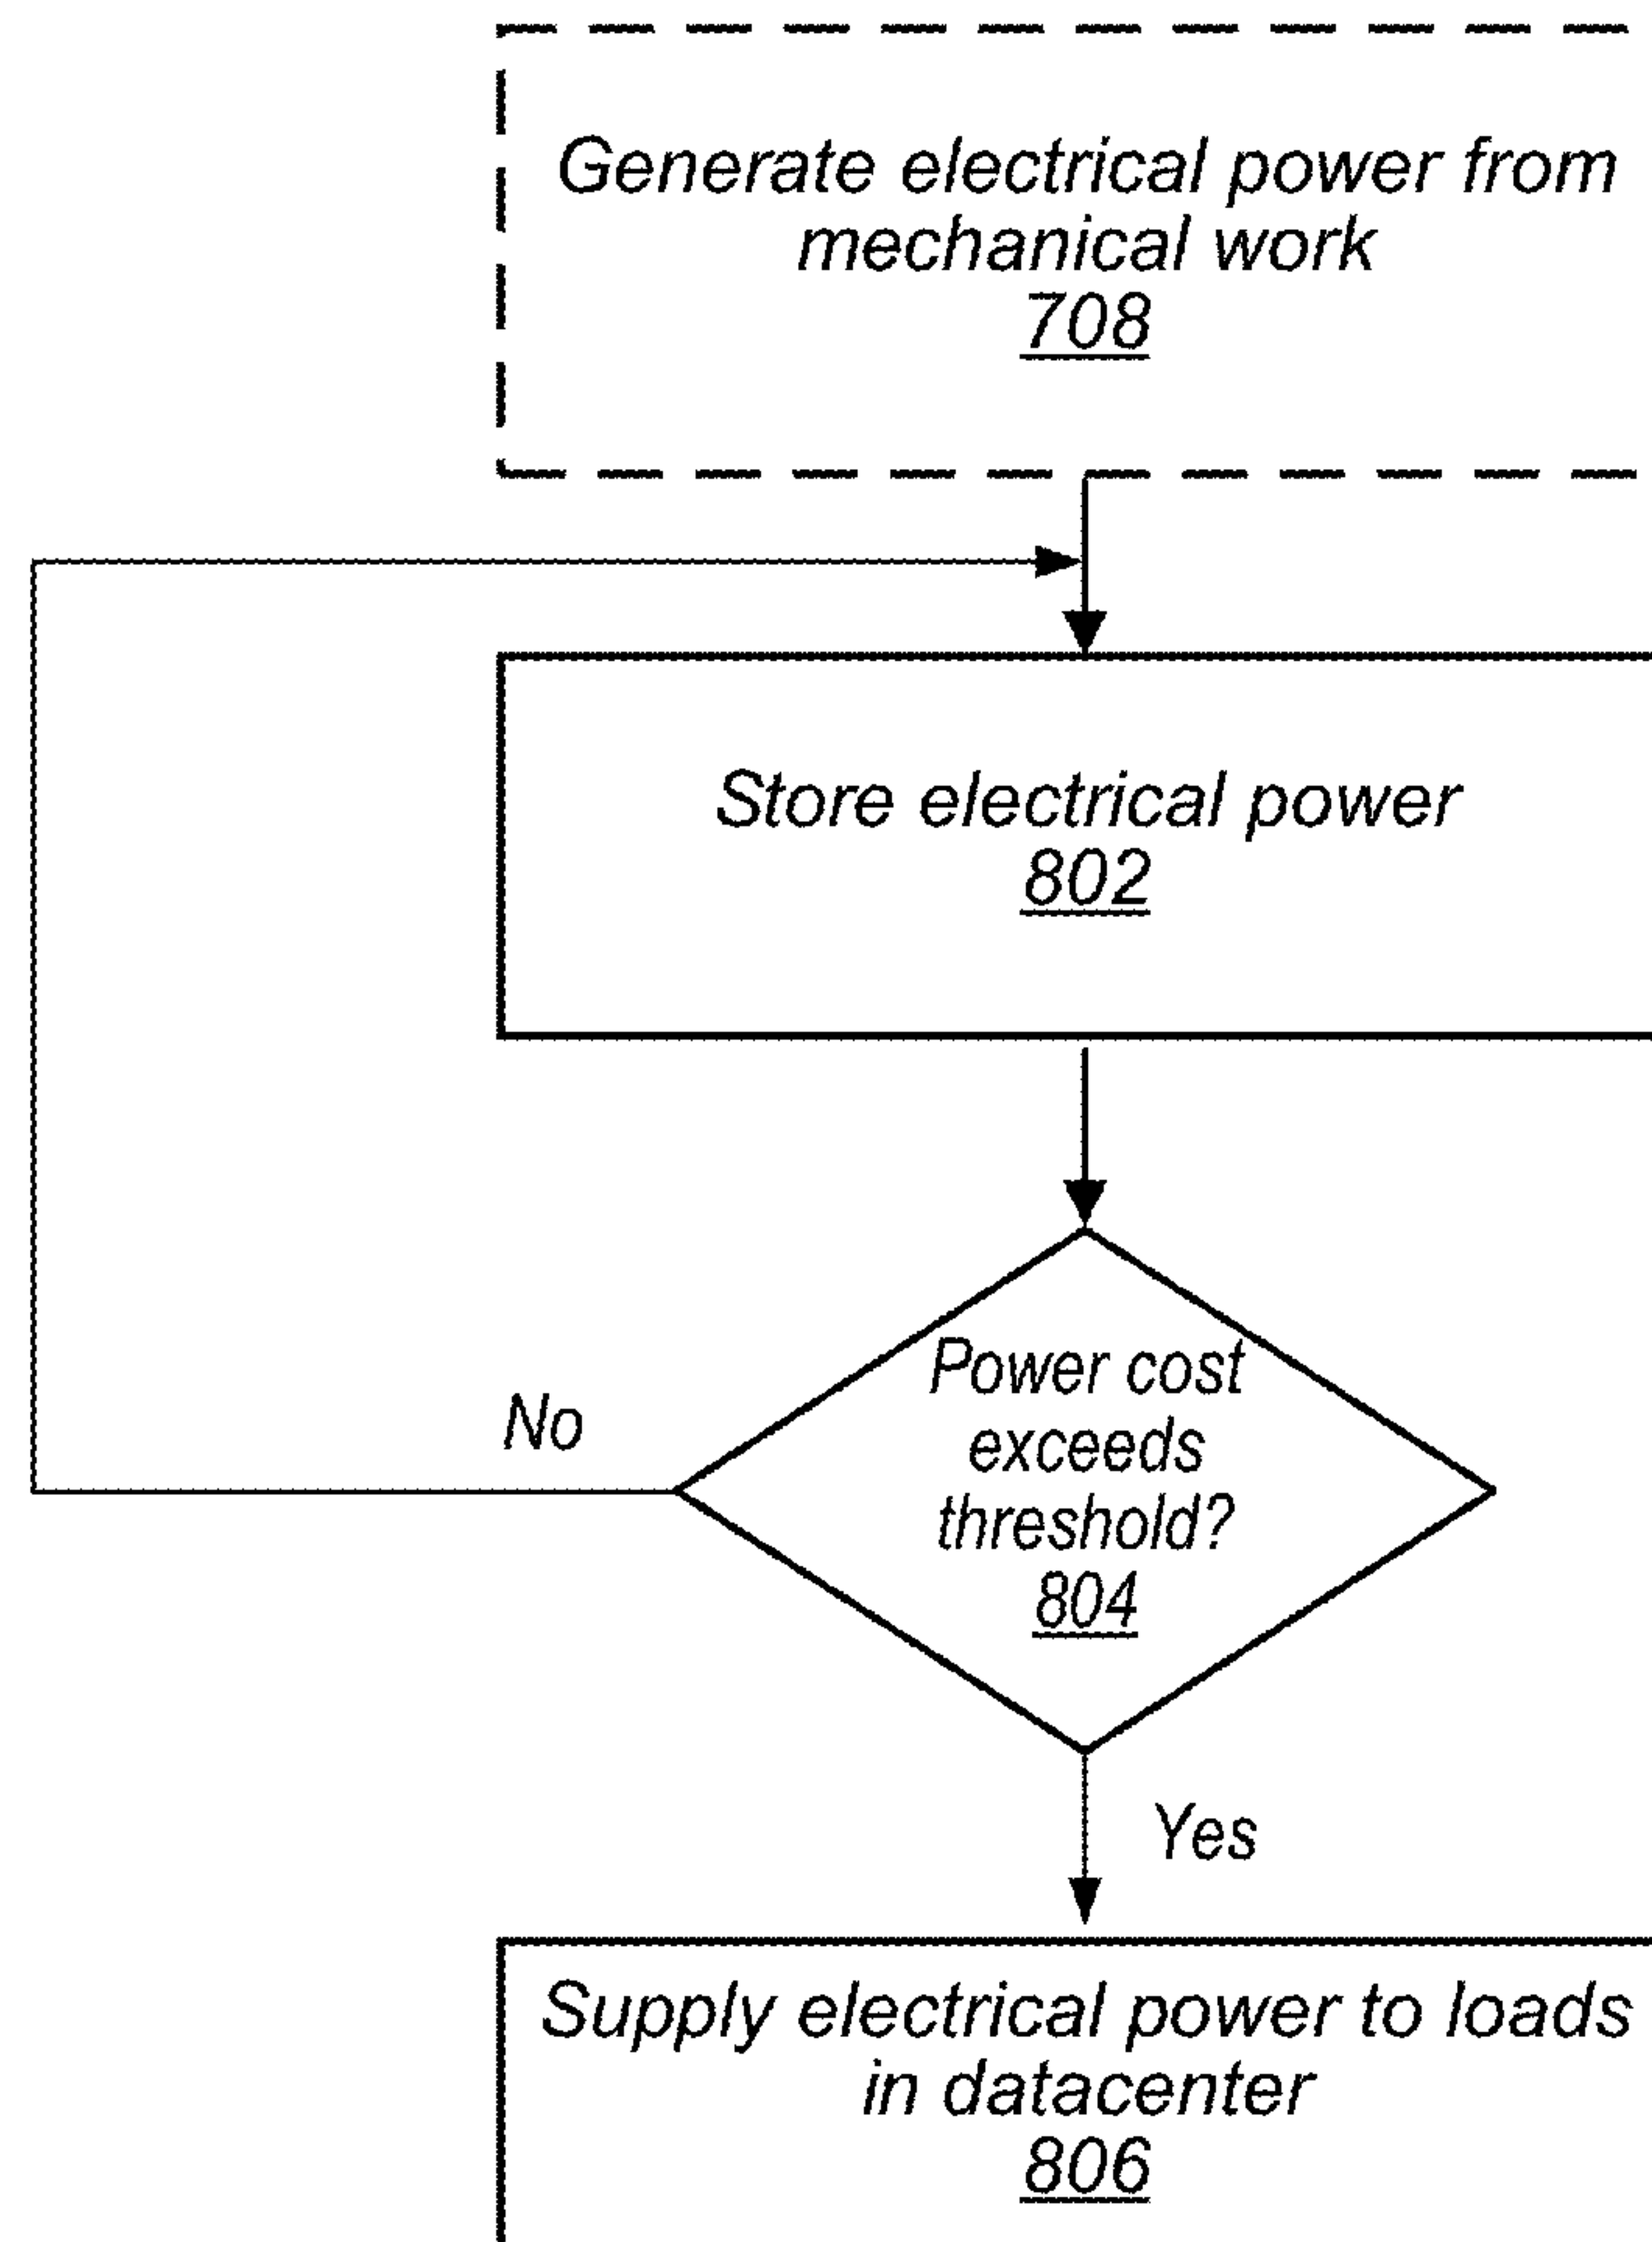 Generate electrical power from
mechanical work
708
Store electrical power
802
Power cost
exceeds
threshold?
804
No
Yes
Supply electrical power to loads
in datacenter
806